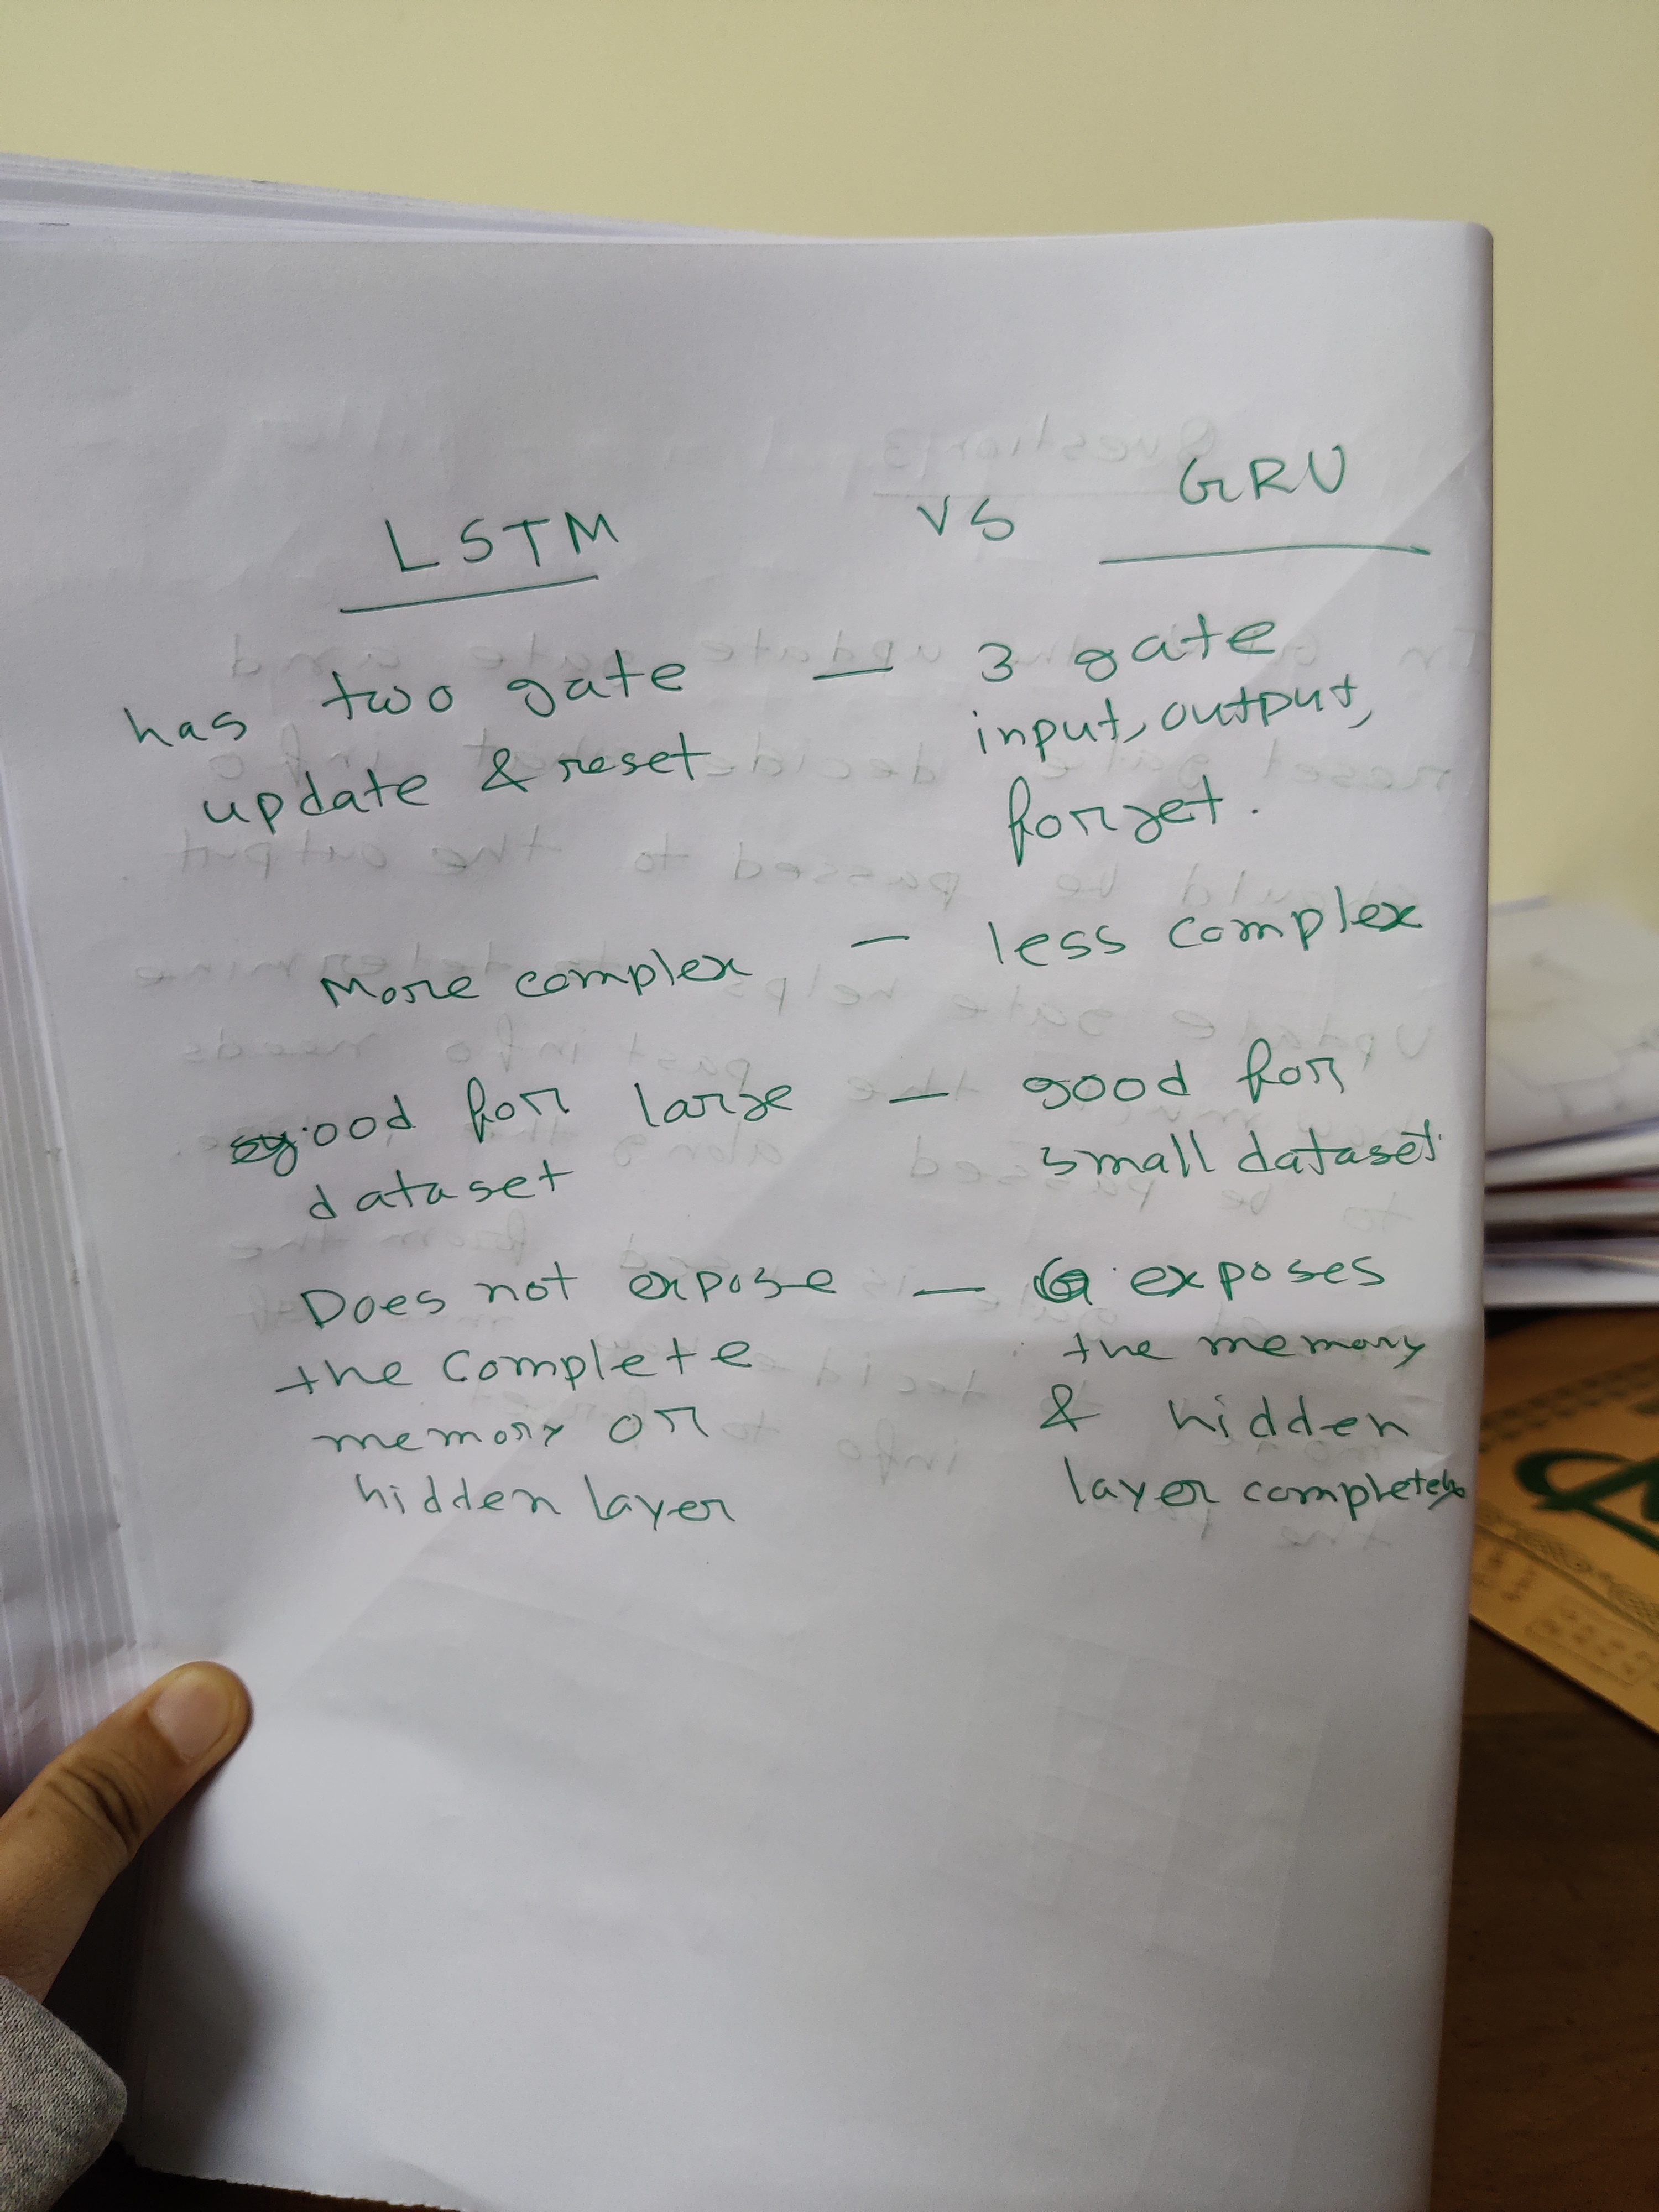 LSTM vs GRU
has two gate — 3 gate
update & reset input, output,
forget.
More complex — less complex
good for large — good for
dataset small dataset.
Does not expose — exposes
the complete the memory
memory or & hidden
hidden layer layer completely